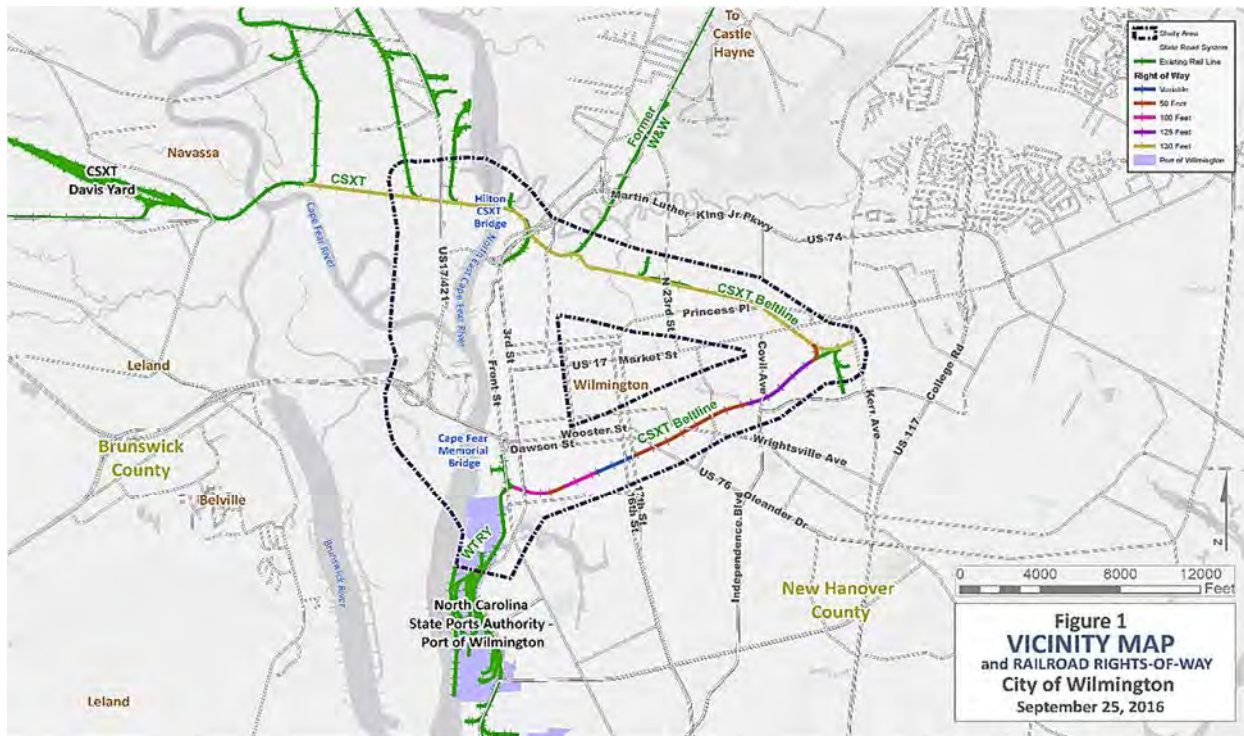 To
Castle
Hayne
Study Area
State Road System
Existing Rail Line
Right of Way
Variable
50 Feet
100 Feet
125 Feet
130 Feet
Port of Wilmington
Former
W&W
Navassa
CSXT
Davis Yard
CSXT
Hilton
CSXT
Bridge
Martin Luther King Jr Pkwy
US 74
Cape Fear River
US17/421
North East Cape Fear River
N 23rd St
CSXT Beltline
Princess Pl
3rd St
Front St
US 17 - Market St
Covil Ave
Wilmington
Leland
College Rd
US 117
Kerr Ave
Wooster St
Dawson St
CSXT Beltline
Wrightsville Ave
Brunswick
County
Cape Fear
Memorial
Bridge
US 76 - Oleander Dr
Belville
17th St.
16th St.
Independence Blvd
Brunswick River
WTRY
N
New Hanover
County
0 4000 8000 12000
Feet
North Carolina
State Ports Authority -
Port of Wilmington
Figure 1
VICINITY MAP
and RAILROAD RIGHTS-OF-WAY
City of Wilmington
September 25, 2016
Leland